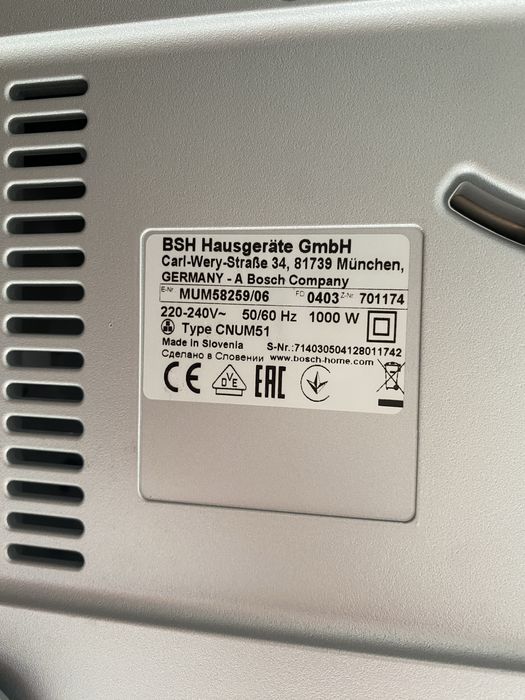 BSH Hausgeräte GmbH
Carl-Wery-Straße 34, 81739 München,
GERMANY - A Bosch Company
E-Nr MUM58259/06 FD 0403 Z-Nr 701174
220-240V~ 50/60 Hz 1000 W
Type CNUM51
Made in Slovenia S-Nr.:714030504128011742
Сделано в Словении www.bosch-home.com
CE DVE EAC